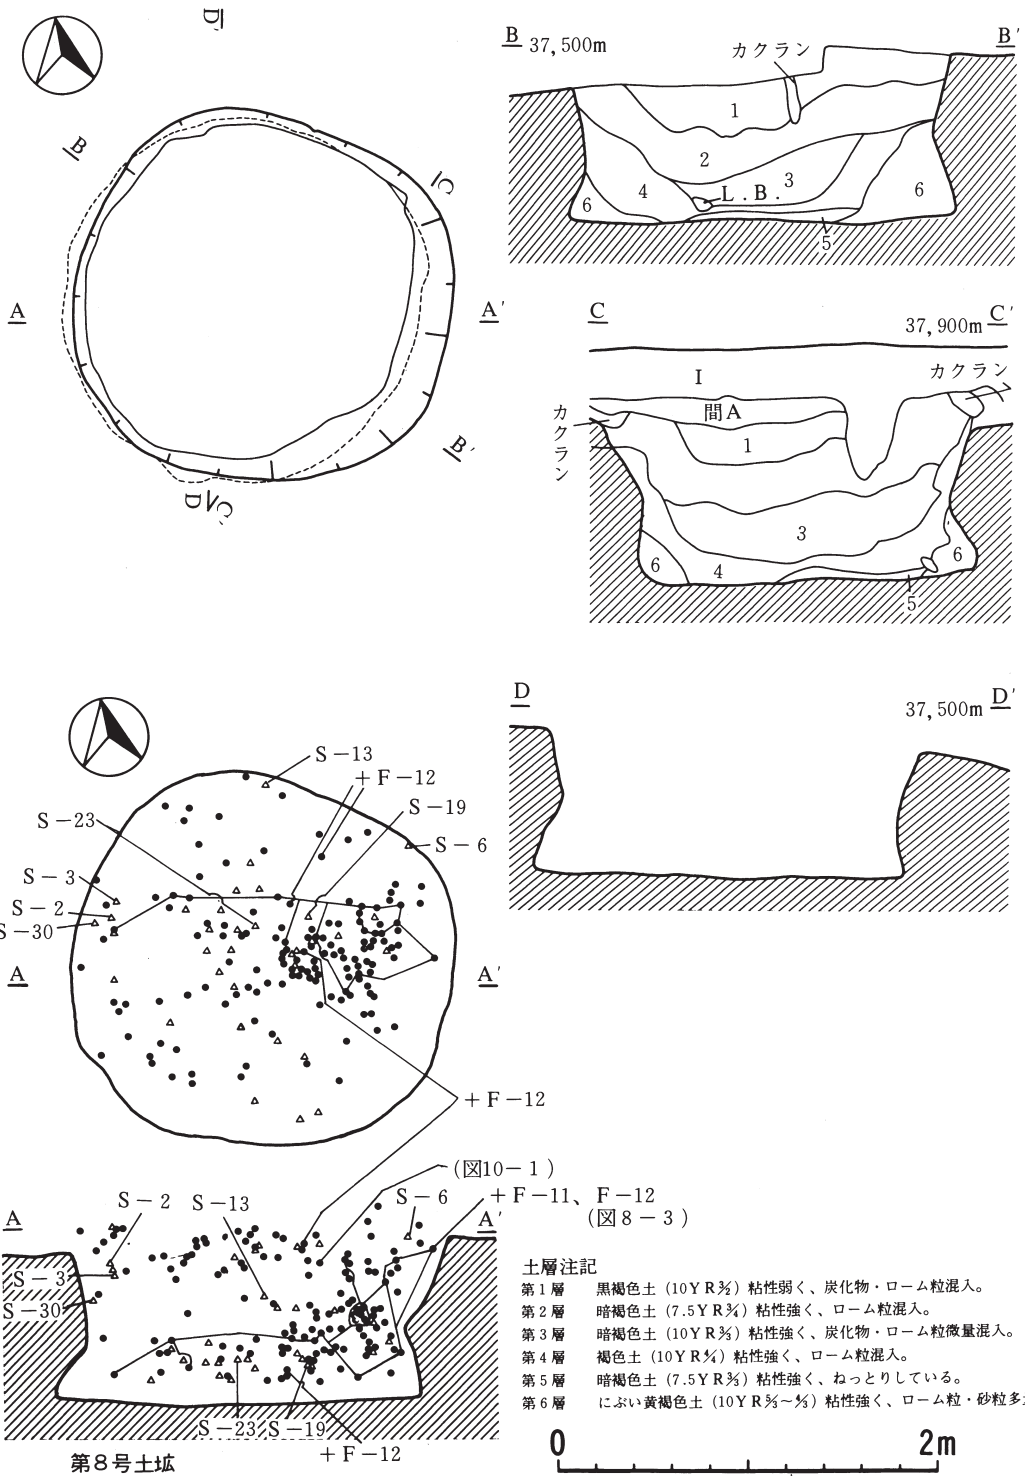 D'
B
C
A
A'
B'
D
C'
B 37,500m
カクラン
B'
1
2
3
4
L.B.
6
6
5
C
37,900m C'
カクラン
I
カクラン
間A
1
3
6
4
6
5
D
37,500m D'
S-13
+F-12
S-19
S-23
S-6
S-3
S-2
S-30
A
A'
+F-12
(図10-1)
S-2
S-13
S-6
+F-11、F-12
(図8-3)
A
A'
S-3
S-30
S-23
S-19
+F-12
第8号土拡
土層注記
第1層 黒褐色土(10YR3/2)粘性弱く、炭化物・ローム粒混入。
第2層 暗褐色土(7.5YR3/4)粘性強く、ローム粒混入。
第3層 暗褐色土(10YR3/3)粘性強く、炭化物・ローム粒微量混入。
第4層 褐色土(10YR4/4)粘性強く、ローム粒混入。
第5層 暗褐色土(7.5YR3/3)粘性強く、ねっとりしている。
第6層 にぶい黄褐色土(10YR5/3~4/3)粘性強く、ローム粒・砂粒多
0 2m